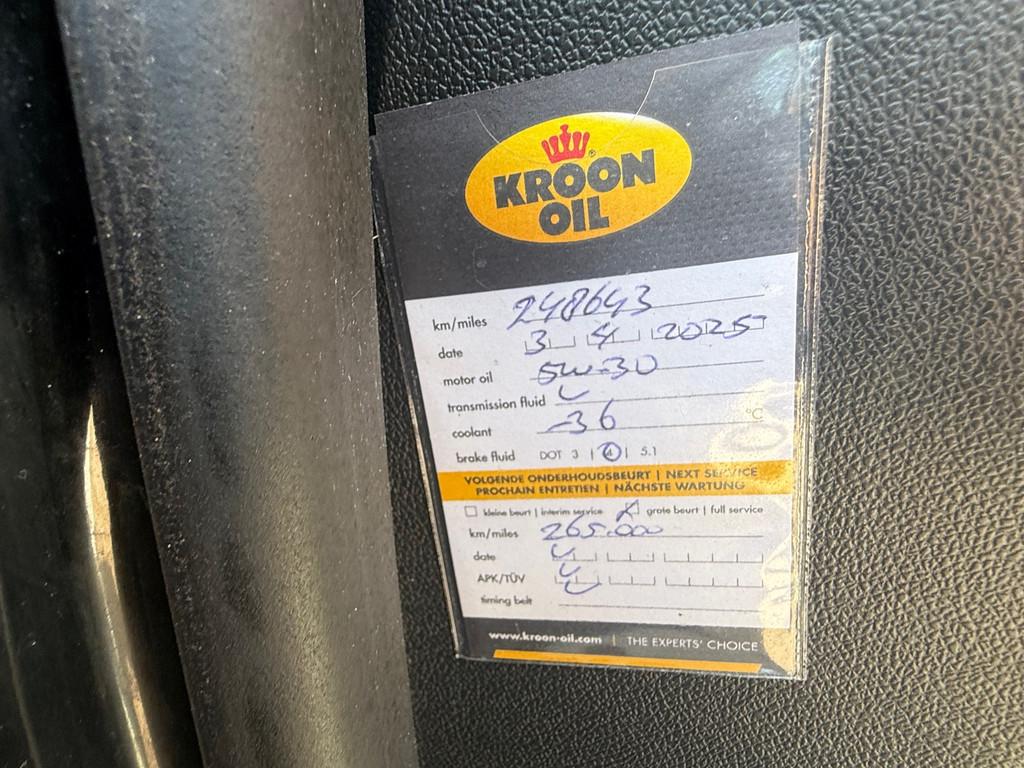 KROON
OIL
km/miles 248643
date 3 4 2025
motor oil 5w-30
transmission fluid
coolant -36 °C
brake fluid DOT 3 | 4 | 5.1
VOLGENDE ONDERHOUDSBEURT | NEXT SERVICE
PROCHAIN ENTRETIEN | NÄCHSTE WARTUNG
kleine beurt | interim service grote beurt | full service
km/miles 265.000
date
APK/TÜV
timing belt
www.kroon-oil.com | THE EXPERTS' CHOICE